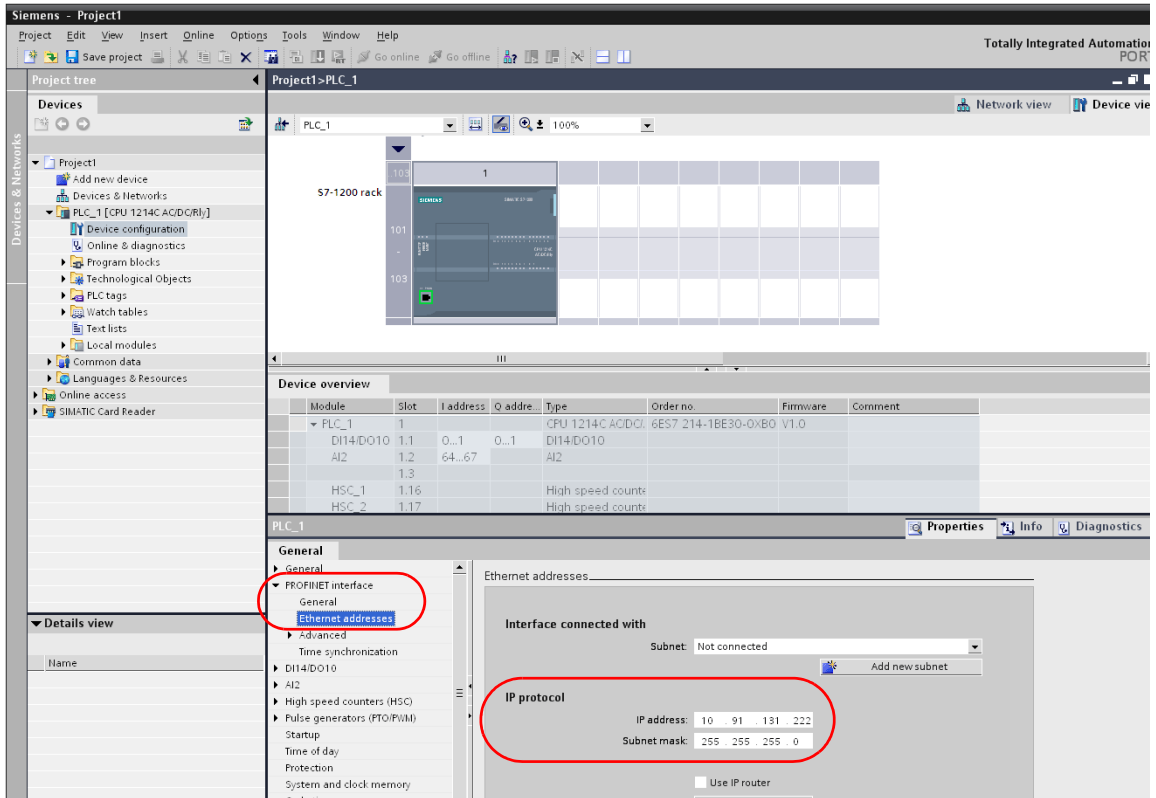 Siemens - Project1
Project Edit View Insert Online Options Tools Window Help
Save project Go online Go offline
Totally Integrated Automation
PORT
Project tree
Project1>PLC_1
Devices
Network view Device vie
PLC_1 100%
Devices & Networks
Project1
Add new device
Devices & Networks
PLC_1 [CPU 1214C AC/DC/Rly]
Device configuration
Online & diagnostics
Program blocks
Technological Objects
PLC tags
Watch tables
Text lists
Local modules
Common data
Languages & Resources
Online access
SIMATIC Card Reader
103 1
S7-1200 rack
SIEMENS
101
-
103
Device overview
Module Slot I address Q addre... Type Order no. Firmware Comment
PLC_1 1 CPU 1214C AC/DC/. 6ES7 214-1BE30-0XB0 V1.0
DI14/DO10 1.1 0...1 0...1 DI14/DO10
AI2 1.2 64...67 AI2
1.3
HSC_1 1.16 High speed counte
HSC_2 1.17 High speed counte
PLC_1 Properties Info Diagnostics
General
General
PROFINET interface
General
Ethernet addresses
Advanced
Time synchronization
DI14/DO10
AI2
High speed counters (HSC)
Pulse generators (PTO/PWM)
Startup
Time of day
Protection
System and clock memory
Ethernet addresses
Interface connected with
Subnet: Not connected
Add new subnet
IP protocol
IP address: 10 . 91 . 131 . 222
Subnet mask: 255 . 255 . 255 . 0
Use IP router
Details view
Name